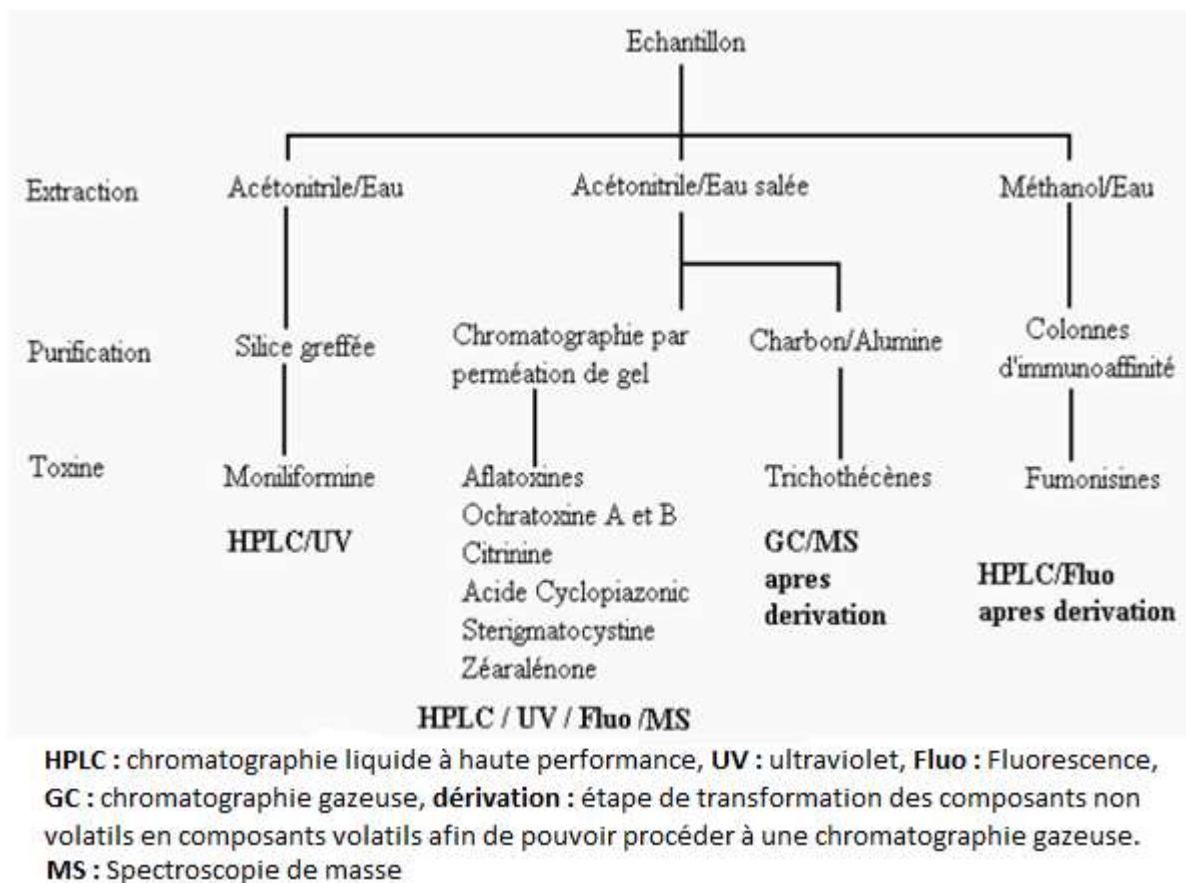 Echantillon
Extraction Acétonitrile/Eau Acétonitrile/Eau salée Méthanol/Eau
Purification Silice greffée Chromatographie par perméation de gel Charbon/Alumine Colonnes d'immunoaffinité
Toxine Moniliformine Aflatoxines Trichothécènes Fumonisines
HPLC/UV
Ochratoxine A et B
Citrinine
Acide Cyclopiazonic
Sterigmatocystine
Zéaralénone
HPLC / UV / Fluo /MS
GC/MS
apres
derivation
HPLC/Fluo
apres derivation
HPLC : chromatographie liquide à haute performance, UV : ultraviolet, Fluo : Fluorescence,
GC : chromatographie gazeuse, dérivation : étape de transformation des composants non
volatils en composants volatils afin de pouvoir procéder à une chromatographie gazeuse.
MS : Spectroscopie de masse